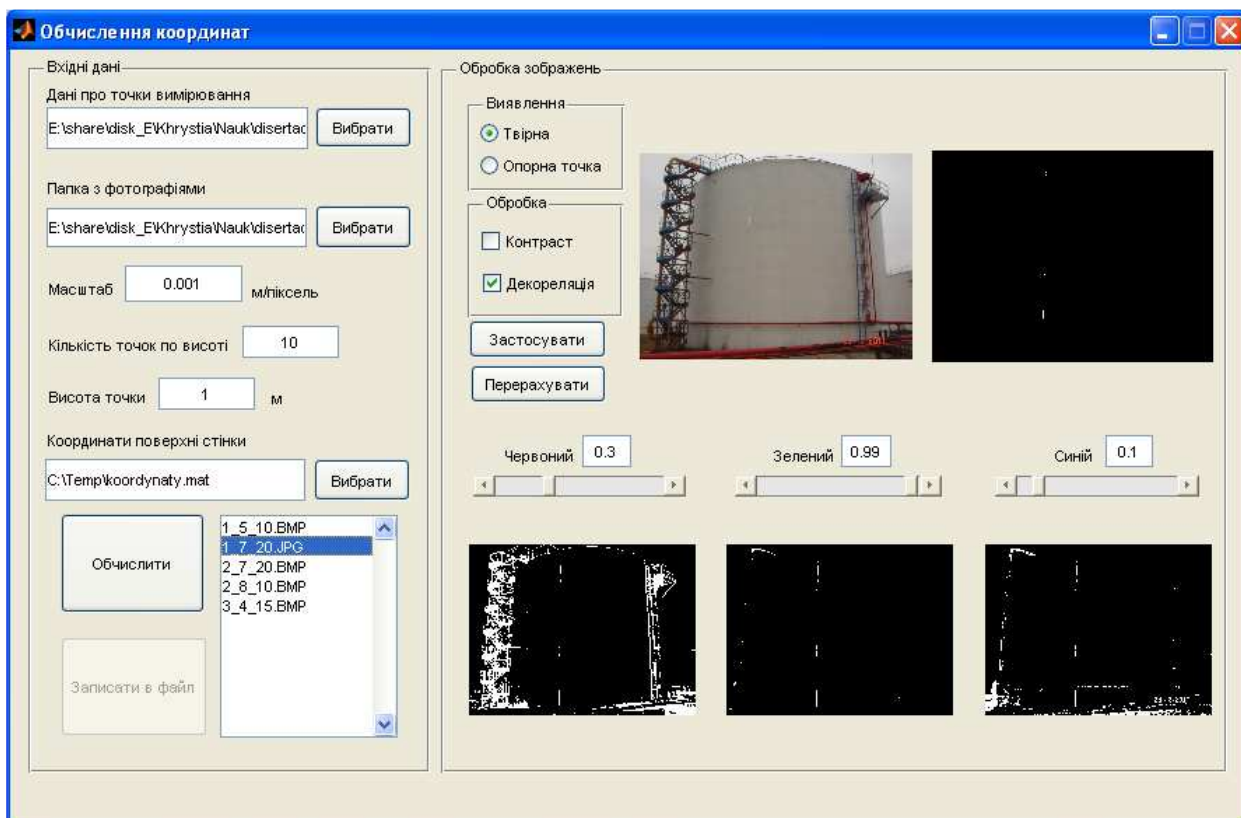 Обчислення координат
Вхідні дані
Дані про точки вимірювання
E:\share\disk_E\Khrystia\Nauk\disertac
Вибрати
Папка з фотографіями
E:\share\disk_E\Khrystia\Nauk\disertac
Вибрати
Масштаб 0.001 м/піксель
Кількість точок по висоті 10
Висота точки 1 м
Координати поверхні стінки
C:\Temp\koordynaty.mat
Вибрати
Обчислити
1_5_10.BMP
1_7_20.JPG
2_7_20.BMP
2_8_10.BMP
3_4_15.BMP
Записати в файл
Обробка зображень
Виявлення
Твірна
Опорна точка
Обробка
Контраст
Декореляція
Застосувати
Перерахувати
Червоний 0.3
Зелений 0.99
Синій 0.1